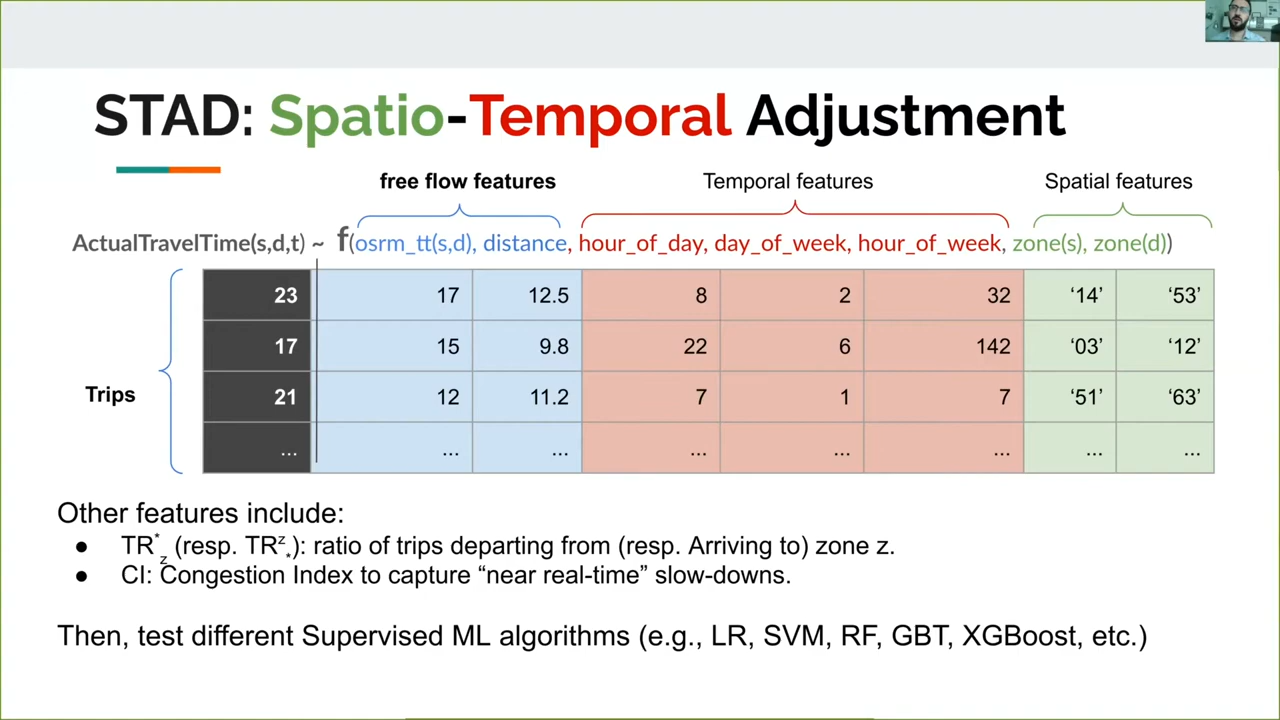 STAD: Spatio-Temporal Adjustment
free flow features Temporal features Spatial features
ActualTravelTime(s,d,t) ~ f(osrm_tt(s,d), distance, hour_of_day, day_of_week, hour_of_week, zone(s), zone(d))
23 17 12.5 8 2 32 ‘14’ ‘53’
17 15 9.8 22 6 142 ‘03’ ‘12’
Trips
21 12 11.2 7 1 7 ‘51’ ‘63’
... ... ... ... ... ... ... ...
Other features include:
● TR*z (resp. TRz*): ratio of trips departing from (resp. Arriving to) zone z.
● CI: Congestion Index to capture “near real-time” slow-downs.
Then, test different Supervised ML algorithms (e.g., LR, SVM, RF, GBT, XGBoost, etc.)